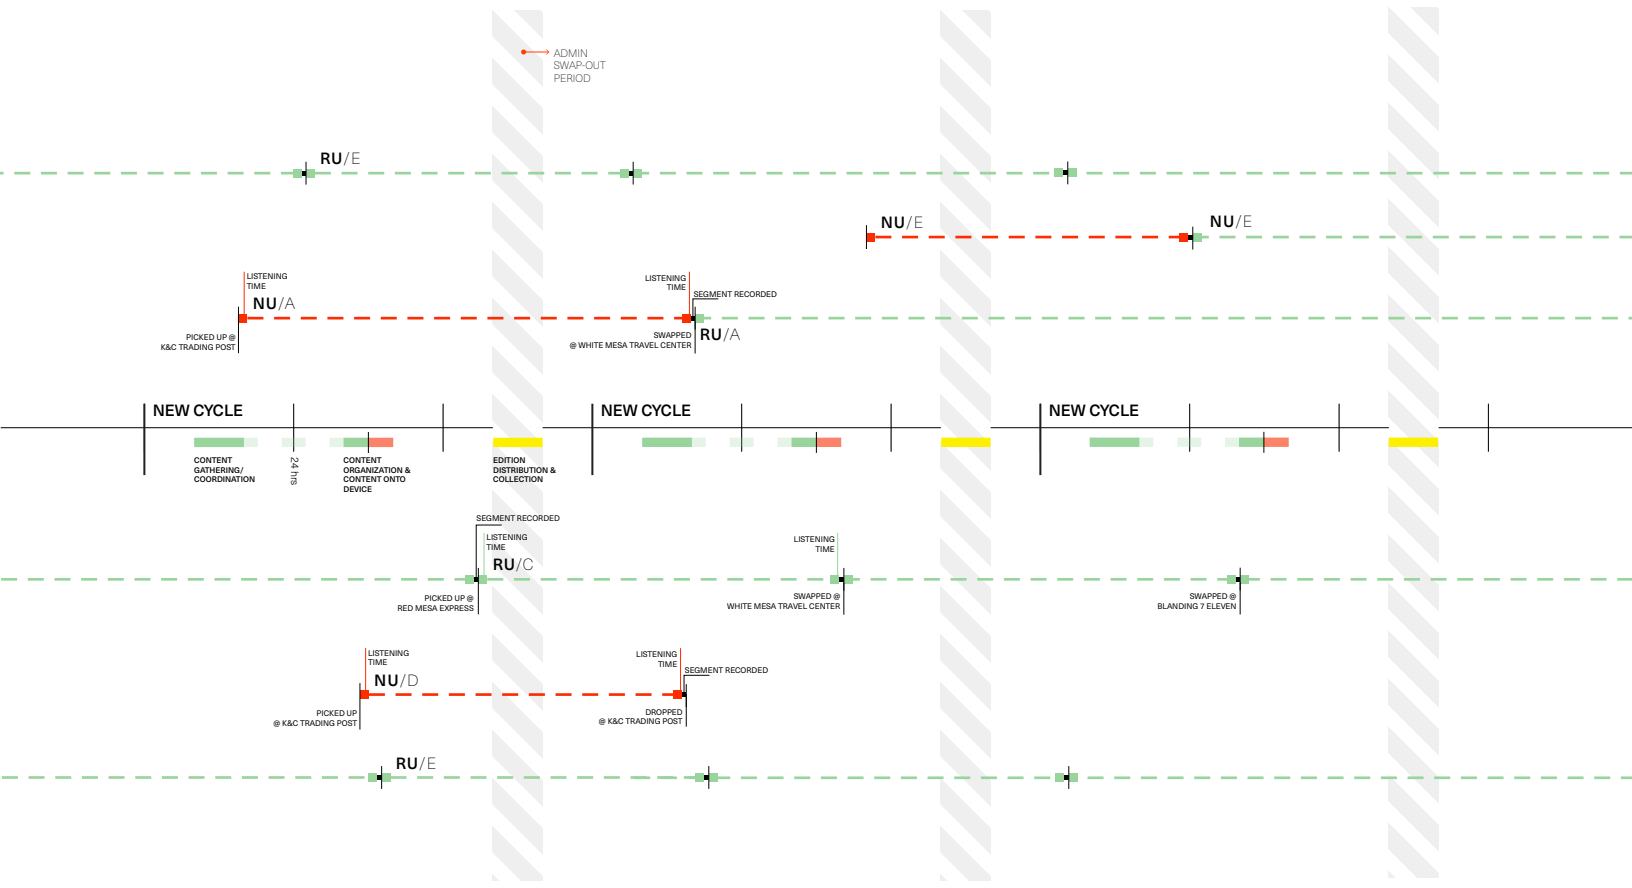 ADMIN
SWAP-OUT
PERIOD
RU/E
NU/E
NU/E
LISTENING
TIME
NU/A
PICKED UP @
K&C TRADING POST
LISTENING
TIME
SEGMENT RECORDED
SWAPPED
@ WHITE MESA TRAVEL CENTER
RU/A
NEW CYCLE
NEW CYCLE
NEW CYCLE
CONTENT
GATHERING/
COORDINATION
24 hrs
CONTENT
ORGANIZATION &
CONTENT ONTO
DEVICE
EDITION
DISTRIBUTION &
COLLECTION
SEGMENT RECORDED
LISTENING
TIME
RU/C
PICKED UP @
RED MESA EXPRESS
LISTENING
TIME
SWAPPED @
WHITE MESA TRAVEL CENTER
SWAPPED @
BLANDING 7 ELEVEN
LISTENING
TIME
NU/D
PICKED UP
@ K&C TRADING POST
LISTENING
TIME
SEGMENT RECORDED
DROPPED
@ K&C TRADING POST
RU/E